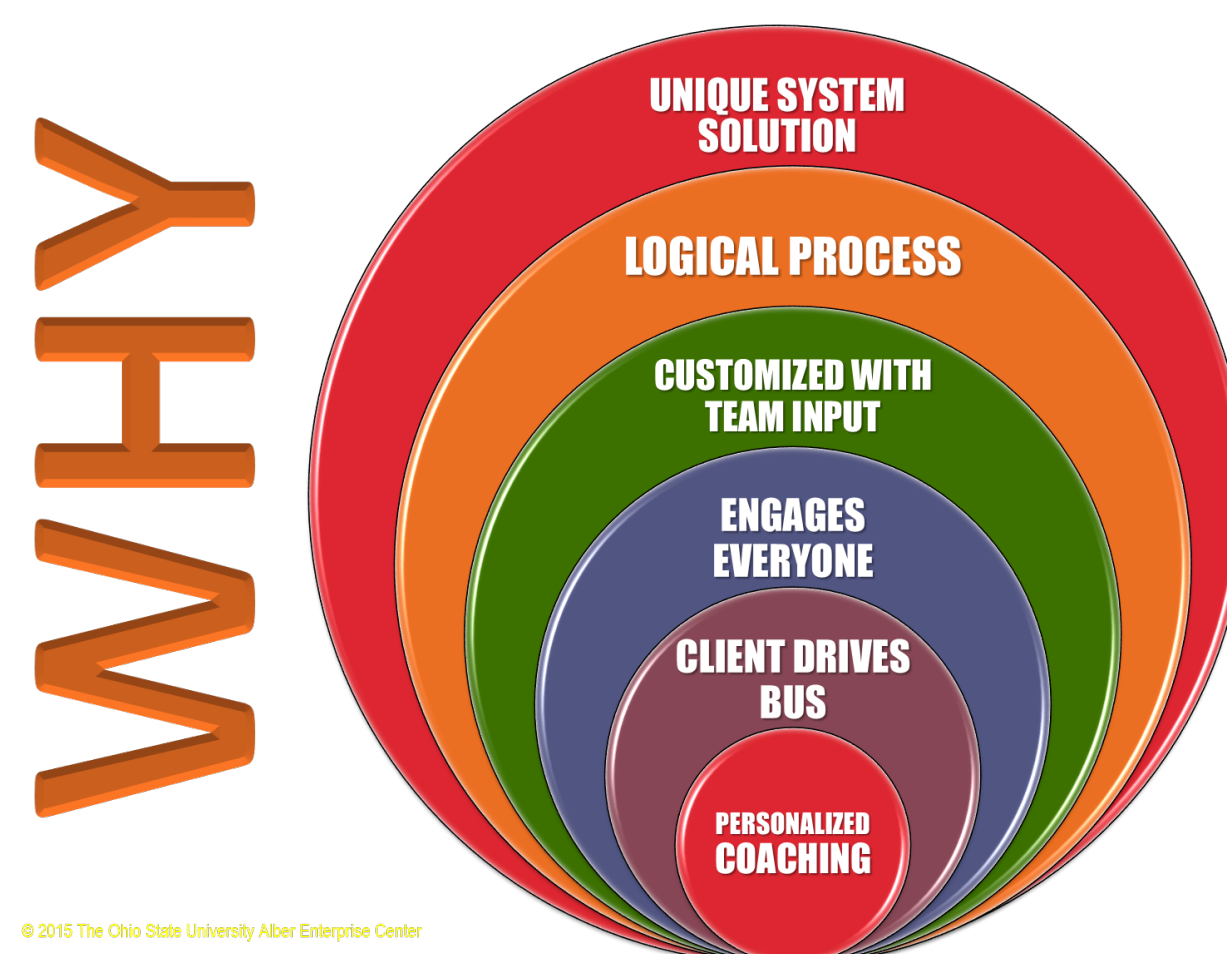 WHY
UNIQUE SYSTEM
SOLUTION
LOGICAL PROCESS
CUSTOMIZED WITH
TEAM INPUT
ENGAGES
EVERYONE
CLIENT DRIVES
BUS
PERSONALIZED
COACHING
© 2015 The Ohio State University Alber Enterprise Center